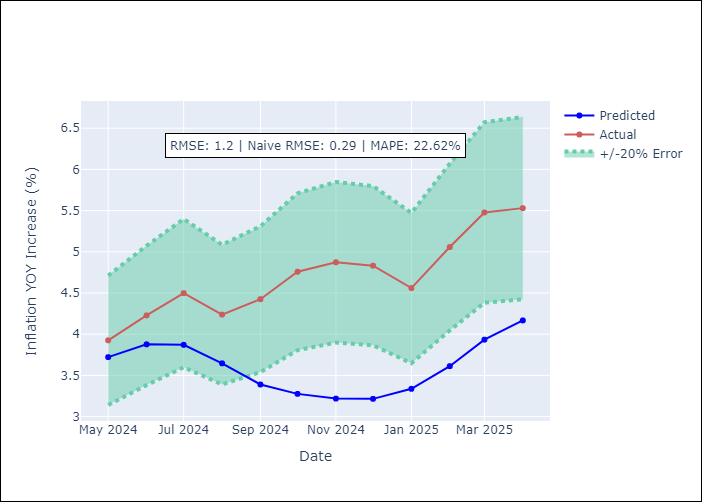 Predicted
Actual
+/-20% Error
RMSE: 1.2 | Naive RMSE: 0.29 | MAPE: 22.62%
Inflation YOY Increase (%)
6.5
6
5.5
5
4.5
4
3.5
3
May 2024
Jul 2024
Sep 2024
Nov 2024
Jan 2025
Mar 2025
Date